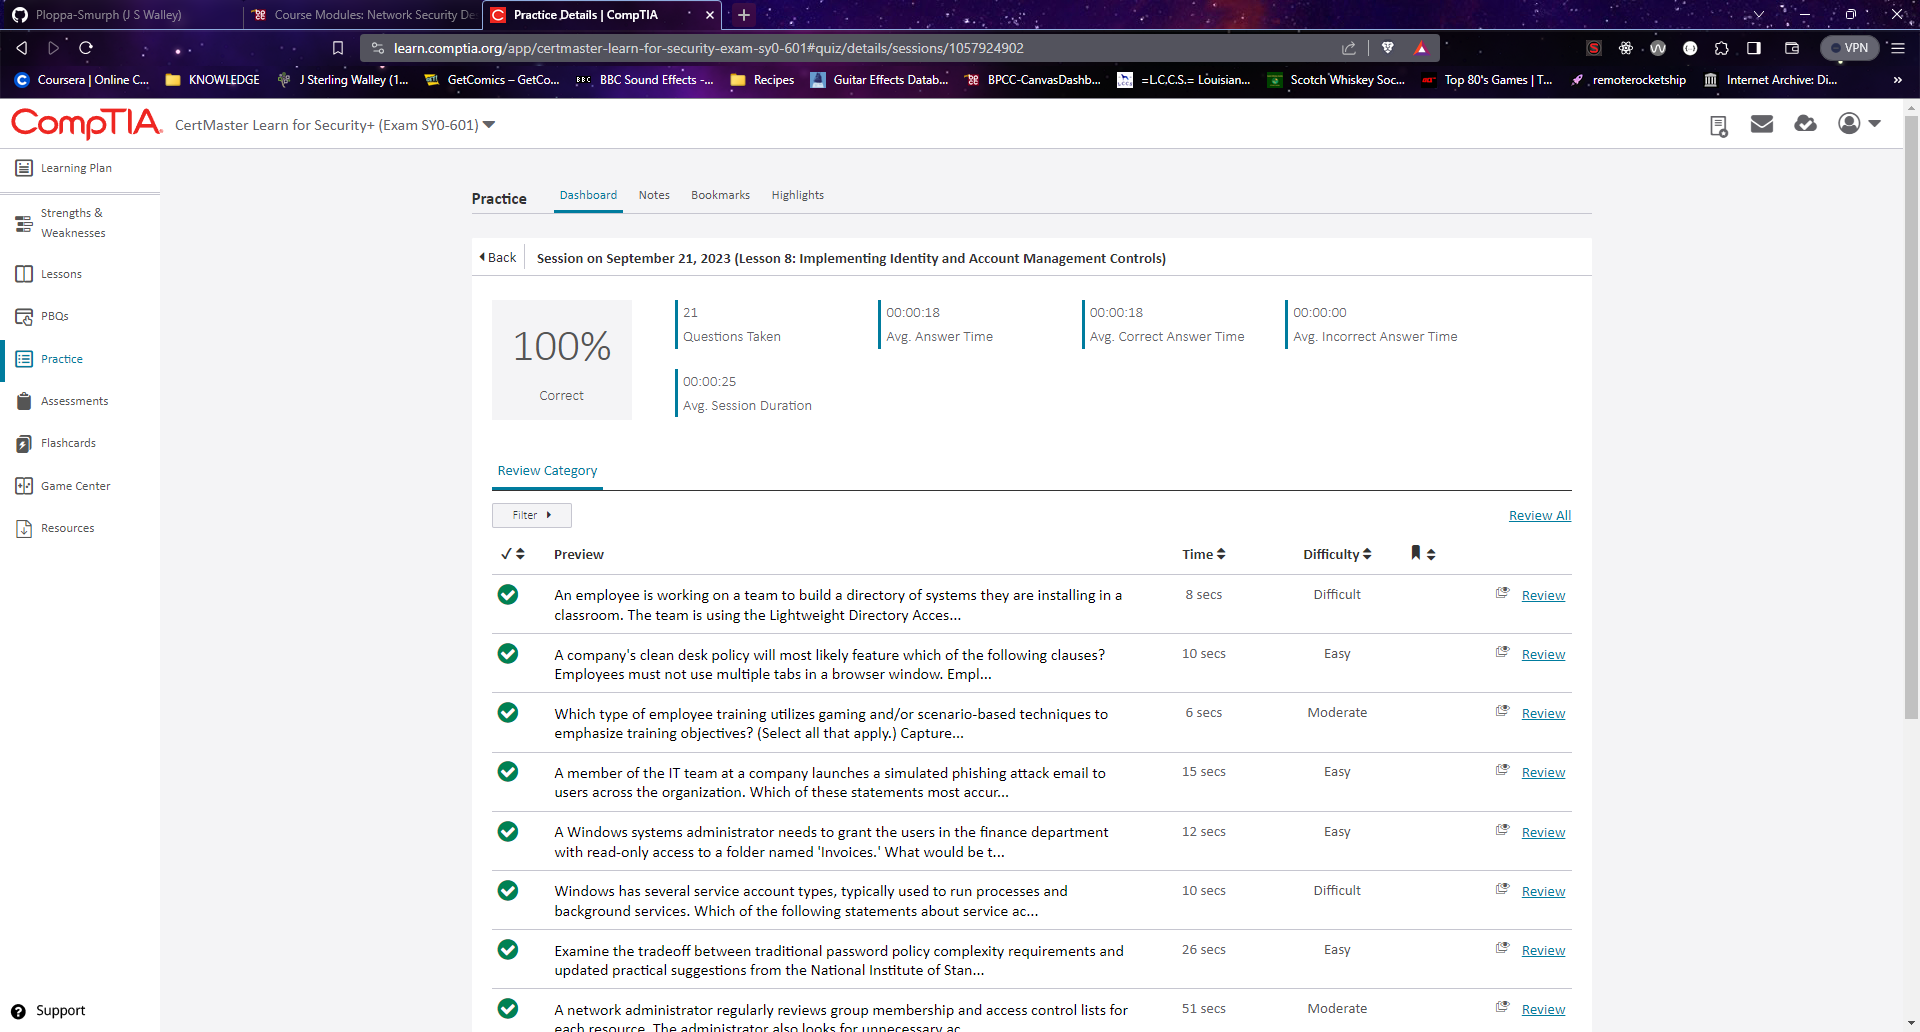 Ploppa-Smurph (J S Walley)
Course Modules: Network Security De
Practice Details | CompTIA
learn.comptia.org/app/certmaster-learn-for-security-exam-sy0-601#quiz/details/sessions/1057924902
VPN
Coursera | Online C...
KNOWLEDGE
J Sterling Walley (1...
GetComics – GetCo...
BBC Sound Effects -...
Recipes
Guitar Effects Datab...
BPCC-CanvasDashb...
=L.C,C.S.= Louisian...
Scotch Whiskey Soc...
Top 80's Games | T...
remoterocketship
Internet Archive: Di...
CompTIA.
CertMaster Learn for Security+ (Exam SY0-601)
Learning Plan
Strengths &
Weaknesses
Lessons
PBQs
Practice
Assessments
Flashcards
Game Center
Resources
Support
Practice
Dashboard
Notes
Bookmarks
Highlights
Back
Session on September 21, 2023 (Lesson 8: Implementing Identity and Account Management Controls)
100%
Correct
21
Questions Taken
00:00:18
Avg. Answer Time
00:00:18
Avg. Correct Answer Time
00:00:00
Avg. Incorrect Answer Time
00:00:25
Avg. Session Duration
Review Category
Filter
Review All
Preview
Time
Difficulty
An employee is working on a team to build a directory of systems they are installing in a
classroom. The team is using the Lightweight Directory Acces...
8 secs
Difficult
Review
A company's clean desk policy will most likely feature which of the following clauses?
Employees must not use multiple tabs in a browser window. Empl...
10 secs
Easy
Review
Which type of employee training utilizes gaming and/or scenario-based techniques to
emphasize training objectives? (Select all that apply.) Capture...
6 secs
Moderate
Review
A member of the IT team at a company launches a simulated phishing attack email to
users across the organization. Which of these statements most accur...
15 secs
Easy
Review
A Windows systems administrator needs to grant the users in the finance department
with read-only access to a folder named 'Invoices.' What would be t...
12 secs
Easy
Review
Windows has several service account types, typically used to run processes and
background services. Which of the following statements about service ac...
10 secs
Difficult
Review
Examine the tradeoff between traditional password policy complexity requirements and
updated practical suggestions from the National Institute of Stan...
26 secs
Easy
Review
A network administrator regularly reviews group membership and access control lists for
each resource. The administrator also looks for unnecessary ac...
51 secs
Moderate
Review